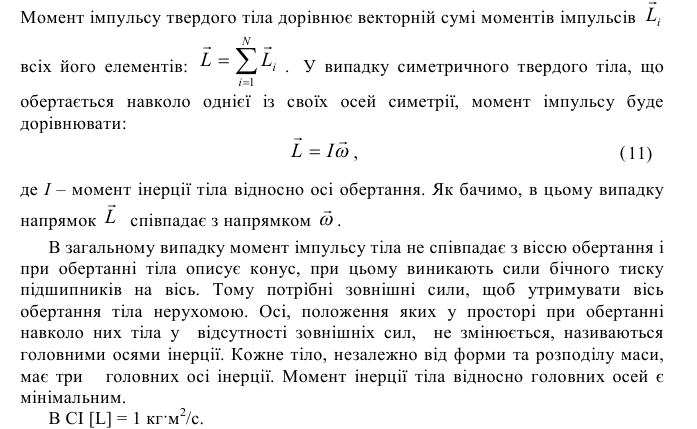 Момент імпульсу твердого тіла дорівнює векторній сумі моментів імпульсів $\vec{L}_i$
всіх його елементів: $\vec{L} = \sum_{i=1}^{N} \vec{L}_i$ . У випадку симетричного твердого тіла, що
обертається навколо однієї із своїх осей симетрії, момент імпульсу буде
дорівнювати:
$\vec{L} = I\vec{\omega}$ , (11)
де I – момент інерції тіла відносно осі обертання. Як бачимо, в цьому випадку
напрямок $\vec{L}$ співпадає з напрямком $\vec{\omega}$ .
В загальному випадку момент імпульсу тіла не співпадає з віссю обертання і
при обертанні тіла описує конус, при цьому виникають сили бічного тиску
підшипників на вісь. Тому потрібні зовнішні сили, щоб утримувати вісь
обертання тіла нерухомою. Осі, положення яких у просторі при обертанні
навколо них тіла у відсутності зовнішніх сил, не змінюється, називаються
головними осями інерції. Кожне тіло, незалежно від форми та розподілу маси,
має три головних осі інерції. Момент інерції тіла відносно головних осей є
мінімальним.
В СІ [L] = 1 кг·м²/с.